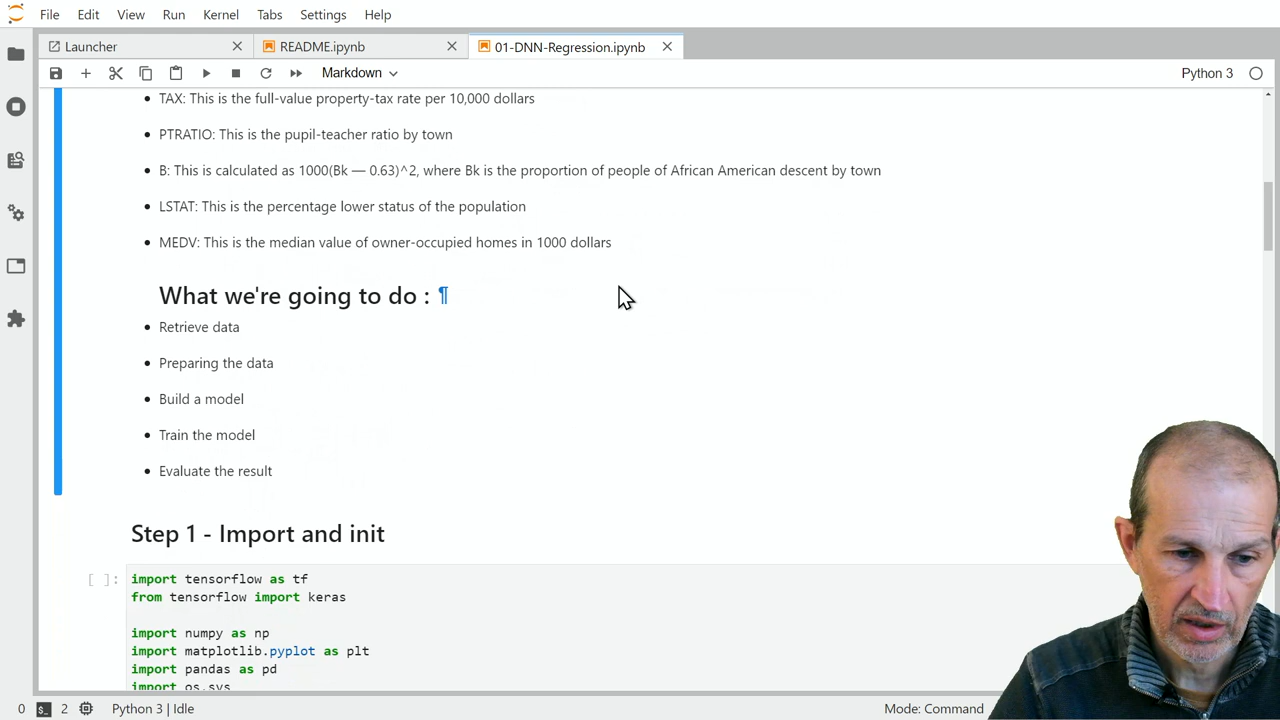 File Edit View Run Kernel Tabs Settings Help
Launcher README.ipynb 01-DNN-Regression.ipynb
Markdown Python 3
TAX: This is the full-value property-tax rate per 10,000 dollars
PTRATIO: This is the pupil-teacher ratio by town
B: This is calculated as 1000(Bk — 0.63)^2, where Bk is the proportion of people of African American descent by town
LSTAT: This is the percentage lower status of the population
MEDV: This is the median value of owner-occupied homes in 1000 dollars
What we're going to do : ¶
Retrieve data
Preparing the data
Build a model
Train the model
Evaluate the result
Step 1 - Import and init
[ ]: import tensorflow as tf
from tensorflow import keras
import numpy as np
import matplotlib.pyplot as plt
import pandas as pd
import os,sys
0 2 Python 3 | Idle Mode: Command